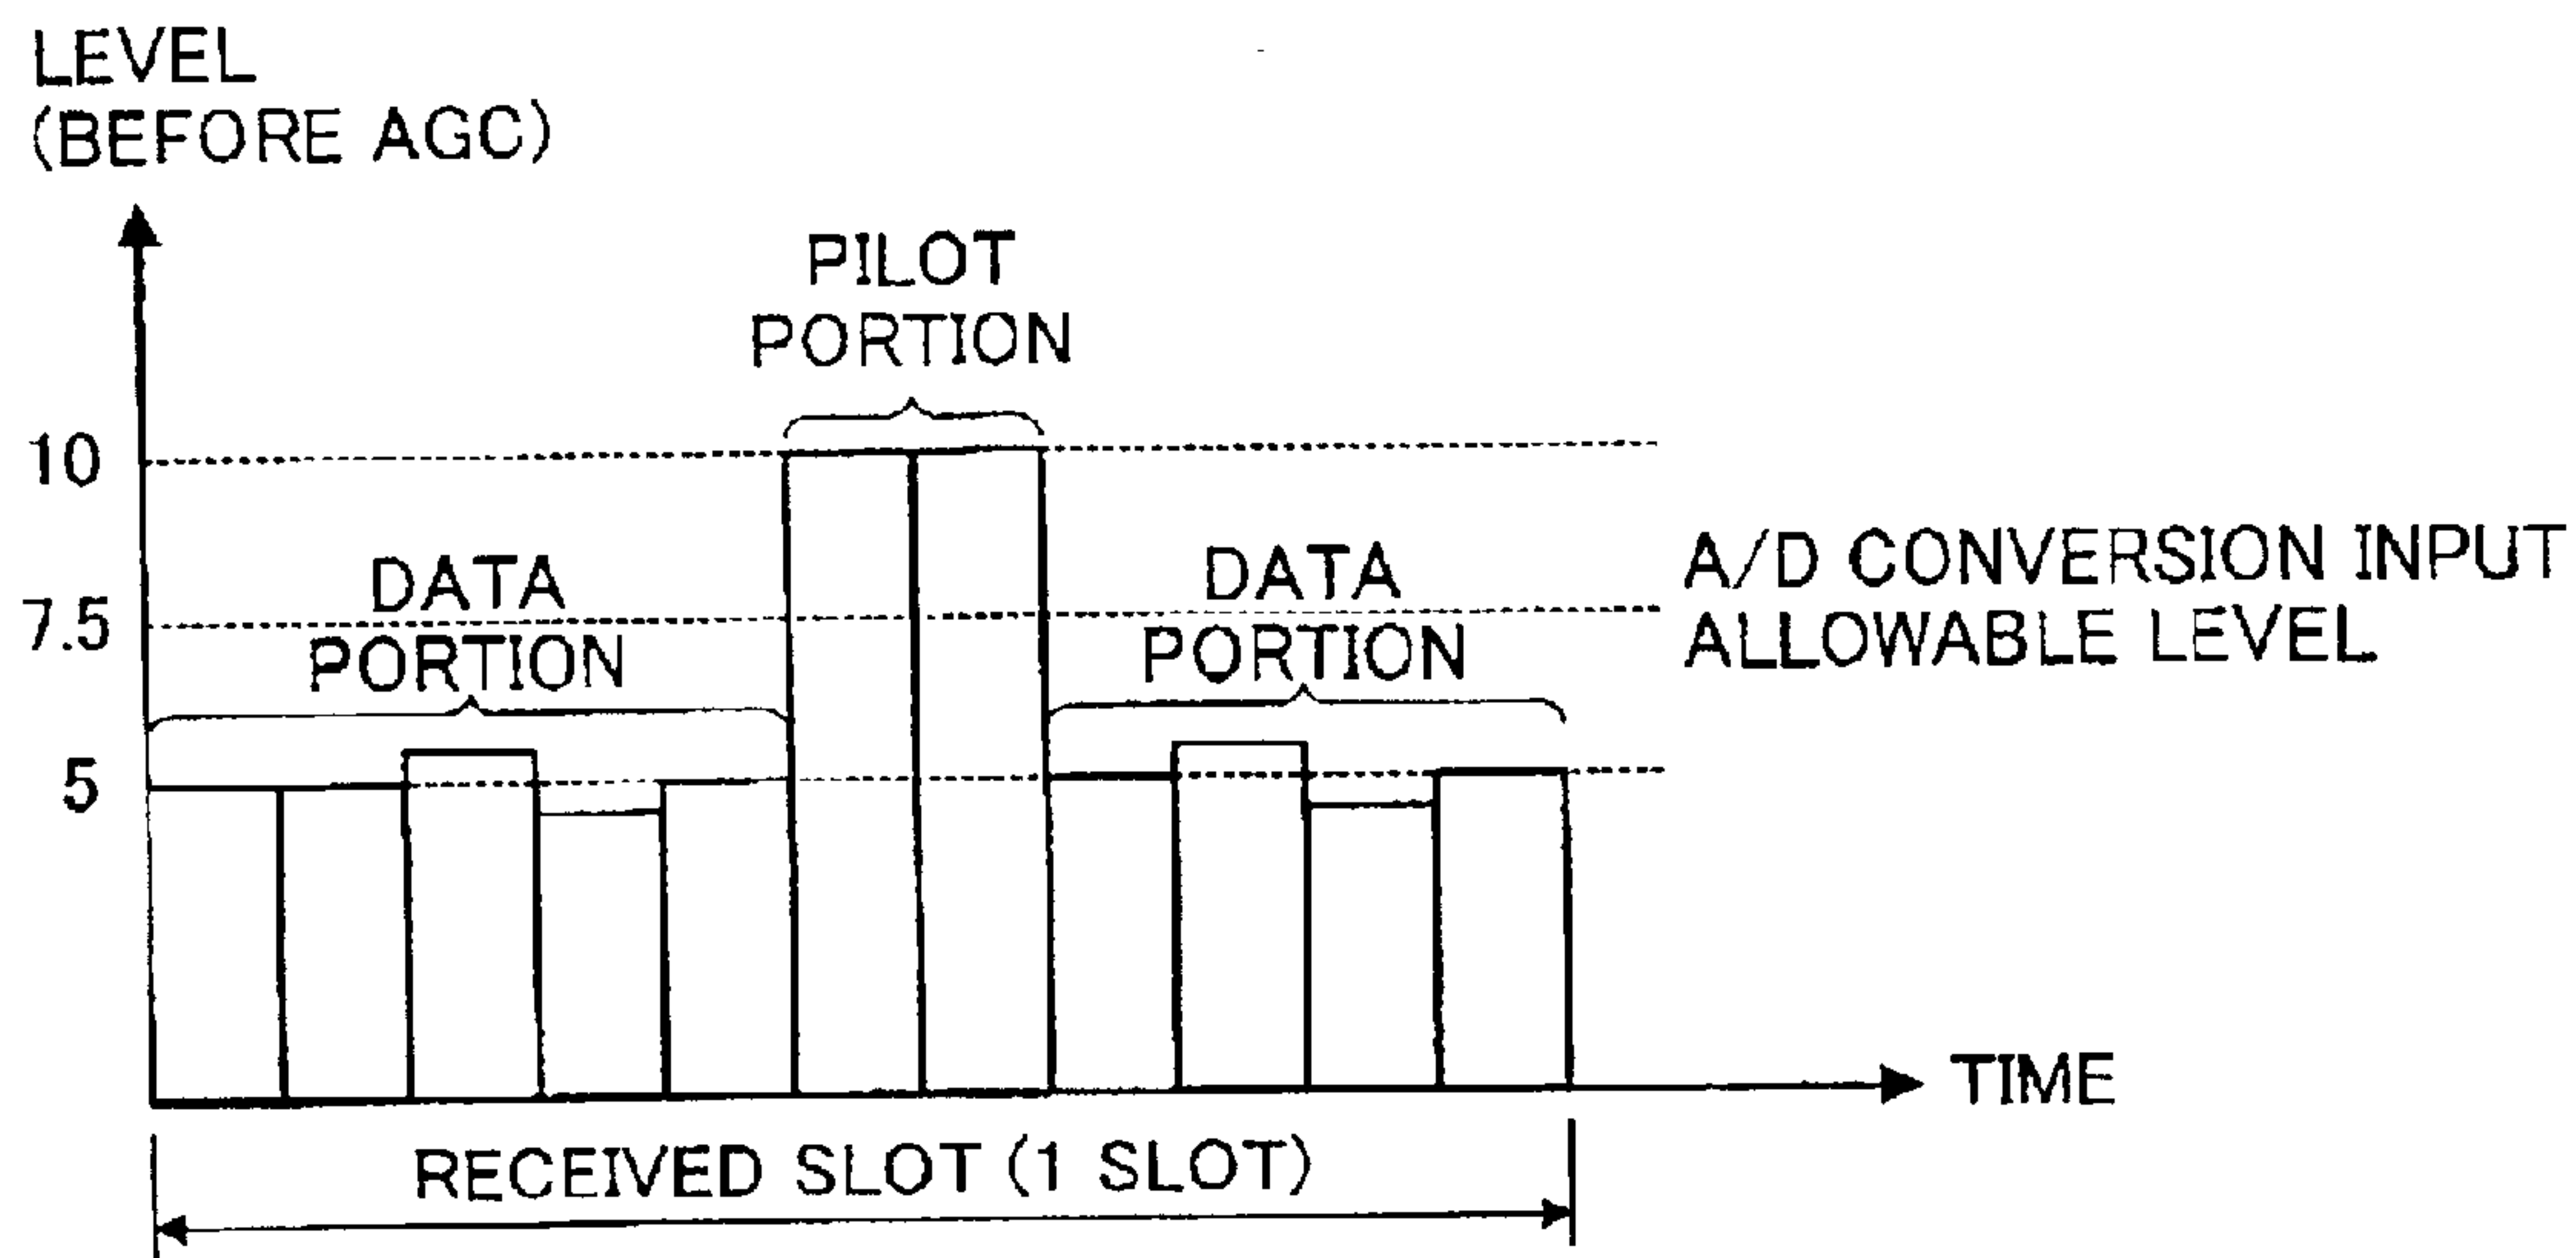 LEVEL
(BEFORE AGC)
PILOT
PORTION
10
DATA
PORTION
DATA
PORTION
A/D CONVERSION INPUT
ALLOWABLE LEVEL
7.5
5
TIME
RECEIVED SLOT (1 SLOT)